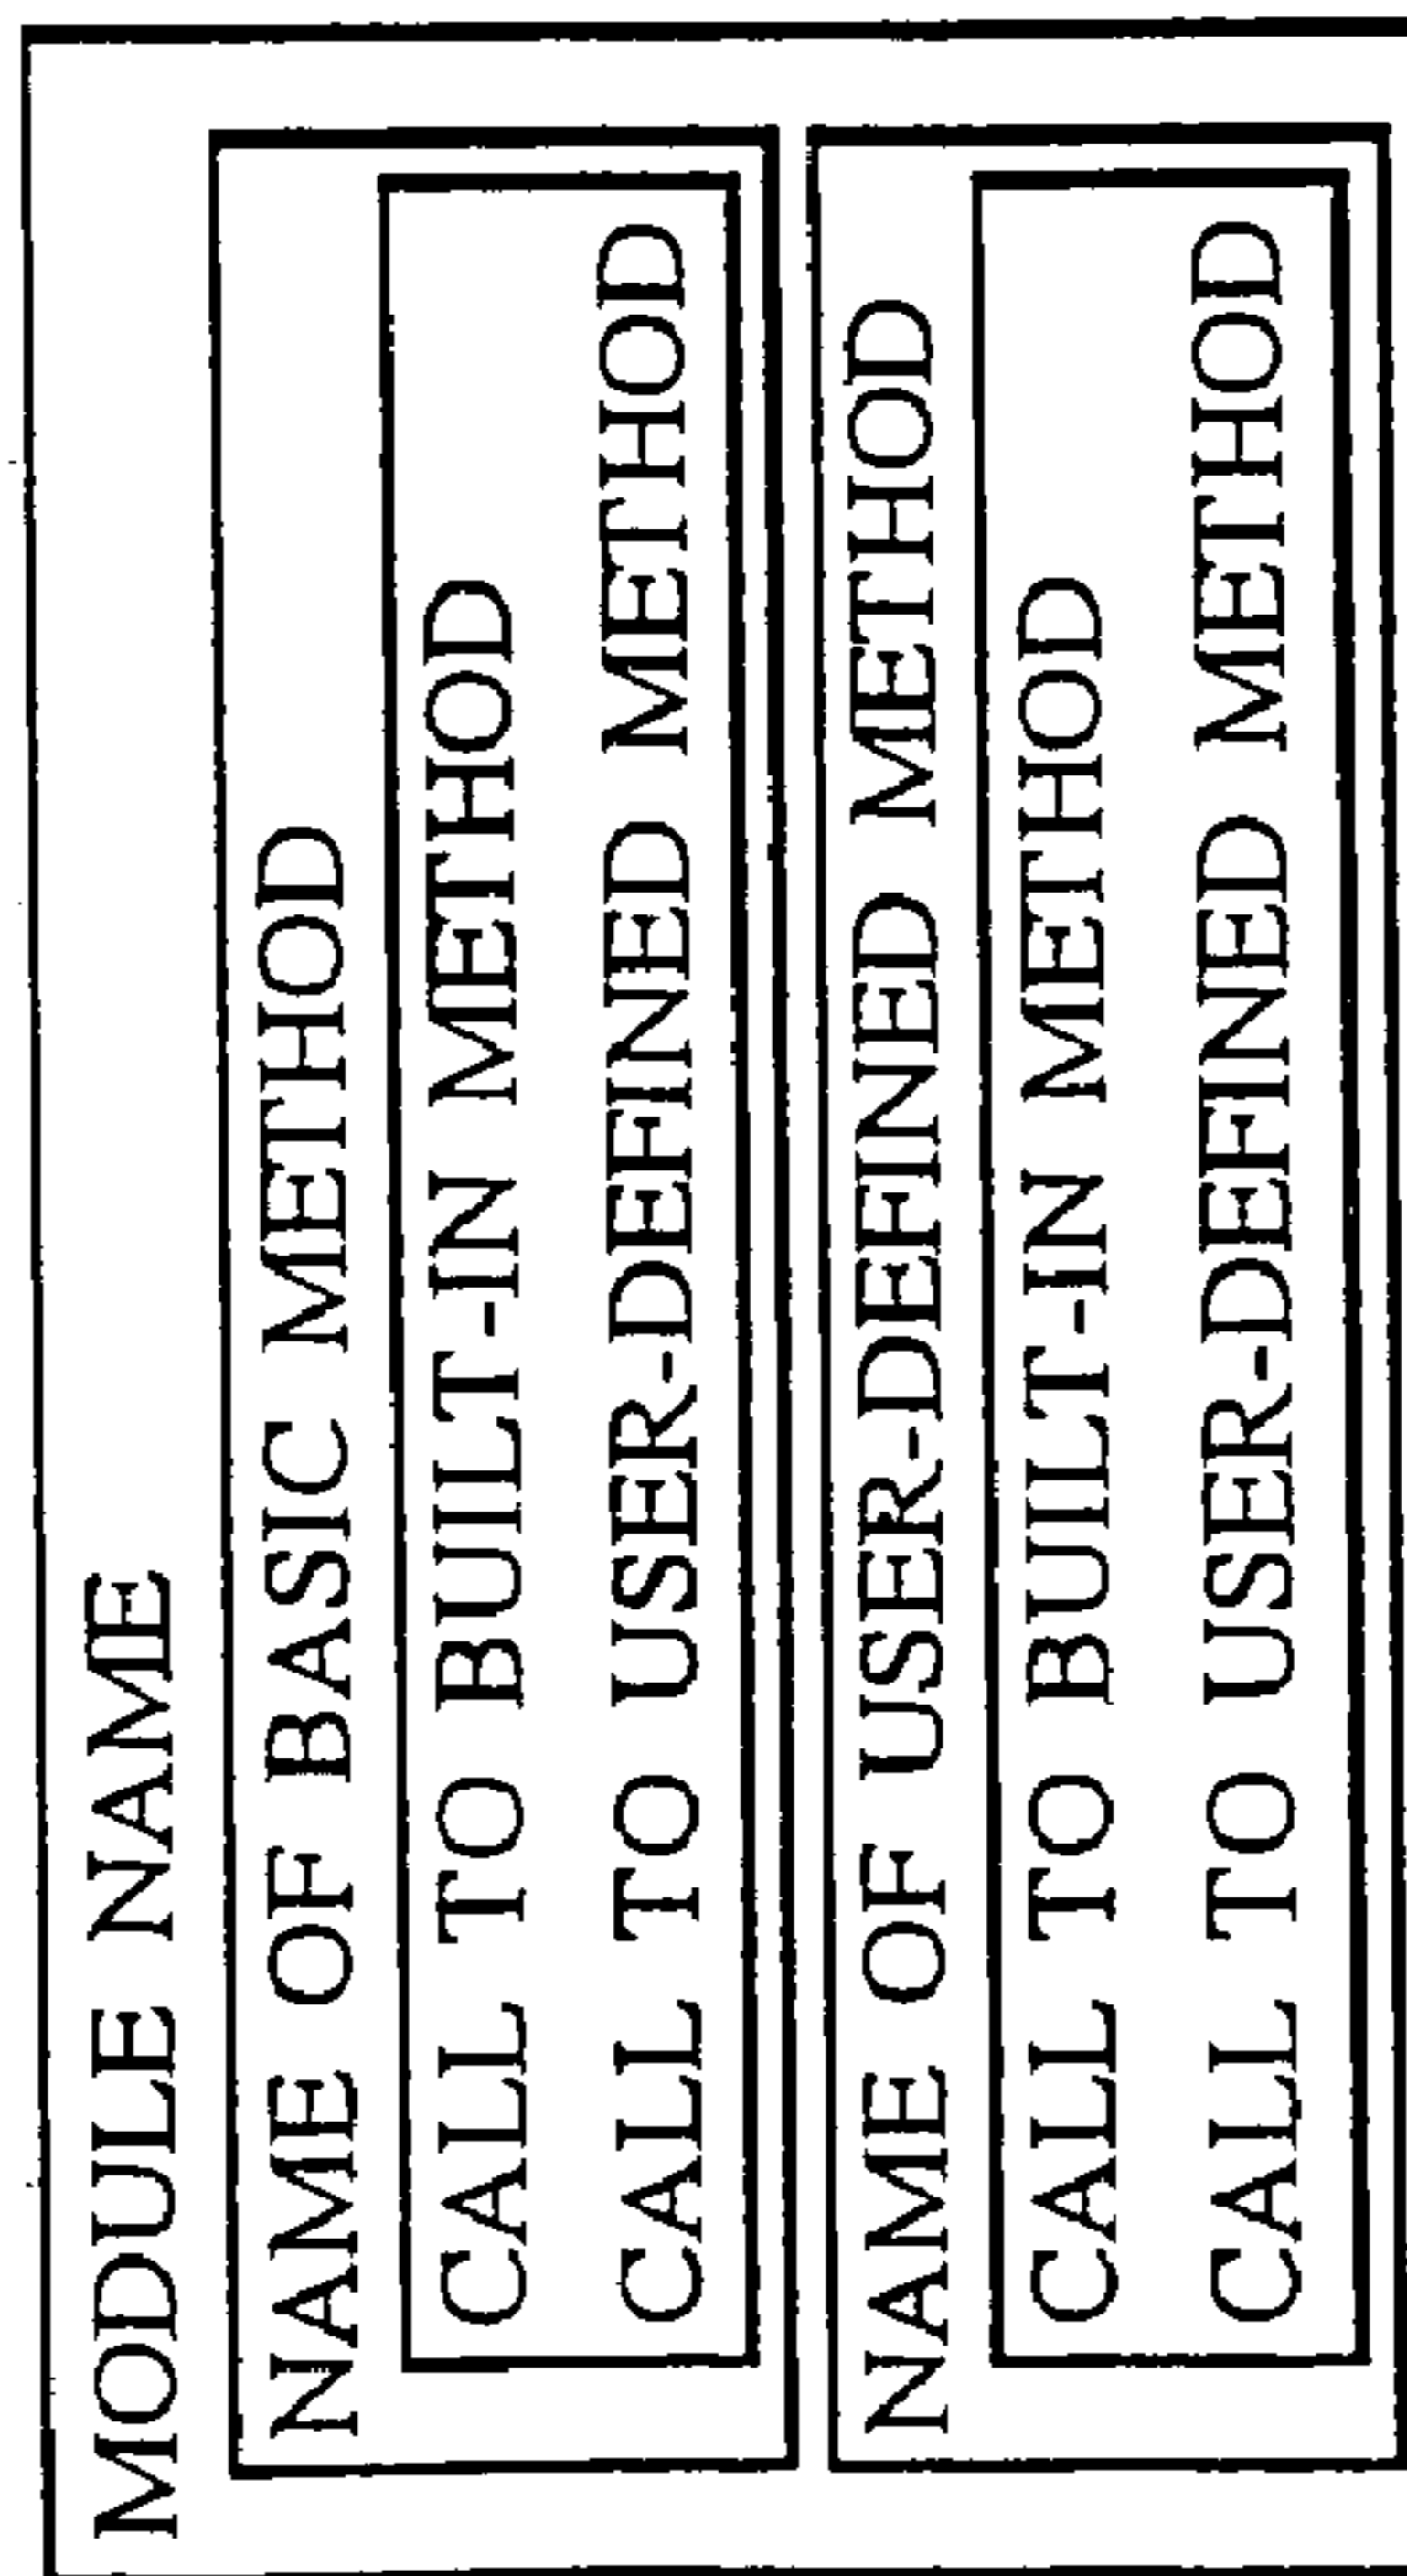 MODULE NAME
NAME OF BASIC METHOD
CALL TO BUILT-IN METHOD
CALL TO USER-DEFINED METHOD
NAME OF USER-DEFINED METHOD
CALL TO BUILT-IN METHOD
CALL TO USER-DEFINED METHOD